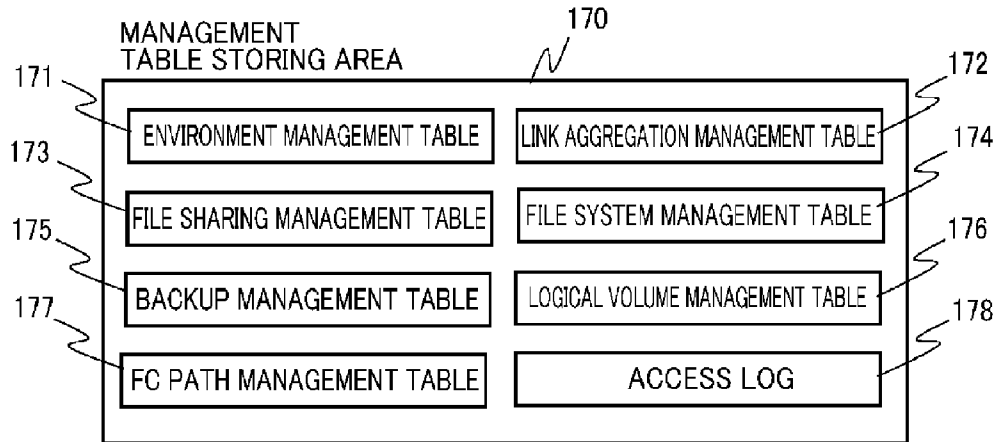 MANAGEMENT
TABLE STORING AREA
170
171
172
ENVIRONMENT MANAGEMENT TABLE
LINK AGGREGATION MANAGEMENT TABLE
173
174
FILE SHARING MANAGEMENT TABLE
FILE SYSTEM MANAGEMENT TABLE
175
176
BACKUP MANAGEMENT TABLE
LOGICAL VOLUME MANAGEMENT TABLE
177
178
FC PATH MANAGEMENT TABLE
ACCESS LOG